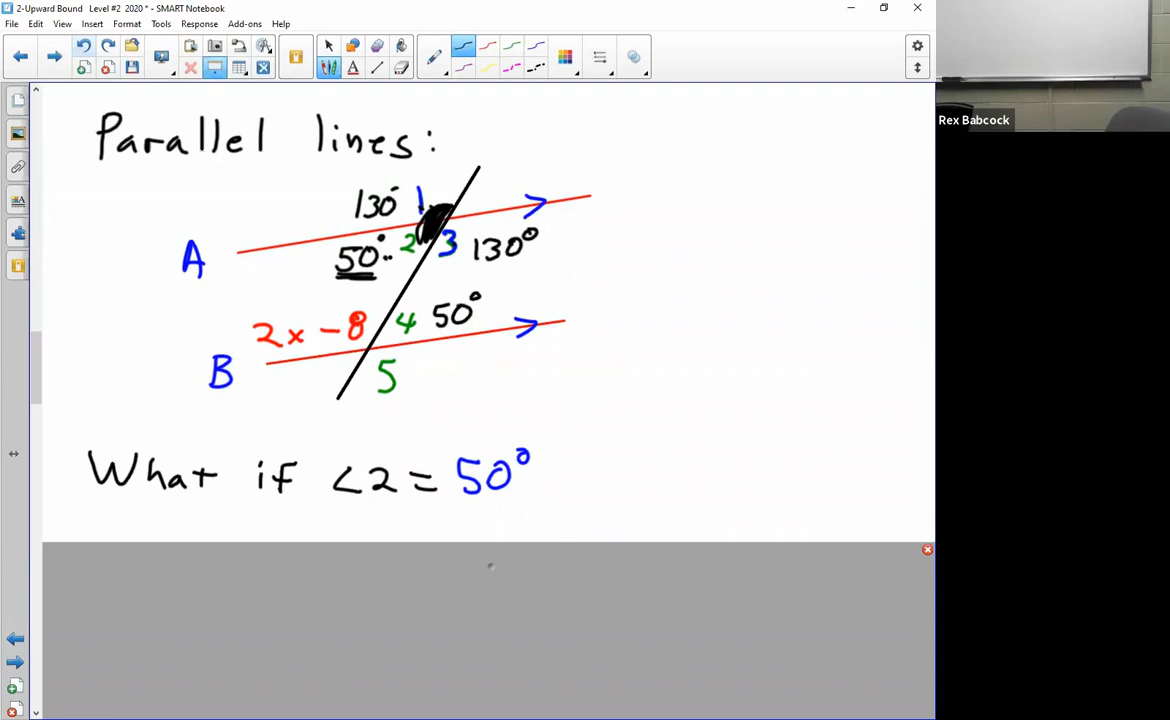 2-Upward Bound Level #2 2020 * - SMART Notebook
File Edit View Insert Format Tools Response Add-ons Help
Rex Babcock
Parallel lines:
130° 1
A 50° 2 3 130°
2x - 8 4 50°
B 5
What if <2 = 50°